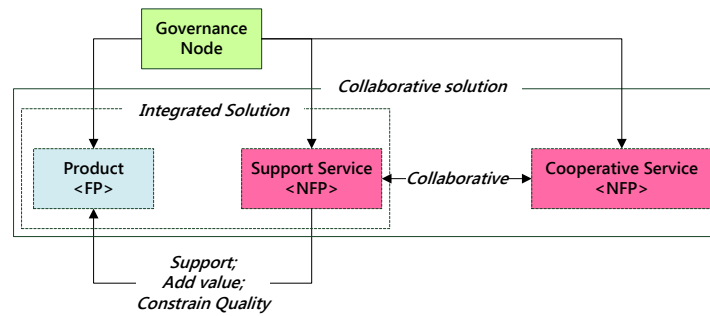 Governance
Node
Collaborative solution
Integrated Solution
Product
<FP>
Support Service
<NFP>
Collaborative
Cooperative Service
<NFP>
Support;
Add value;
Constrain Quality